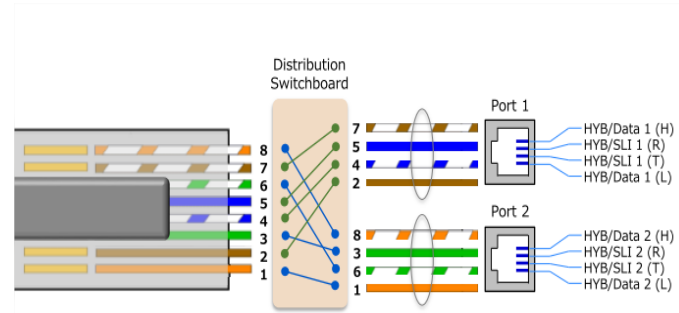 Distribution
Switchboard
8
7
6
5
4
3
2
1
7
5
4
2
8
3
6
1
Port 1
HYB/Data 1 (H)
HYB/SLI 1 (R)
HYB/SLI 1 (T)
HYB/Data 1 (L)
Port 2
HYB/Data 2 (H)
HYB/SLI 2 (R)
HYB/SLI 2 (T)
HYB/Data 2 (L)